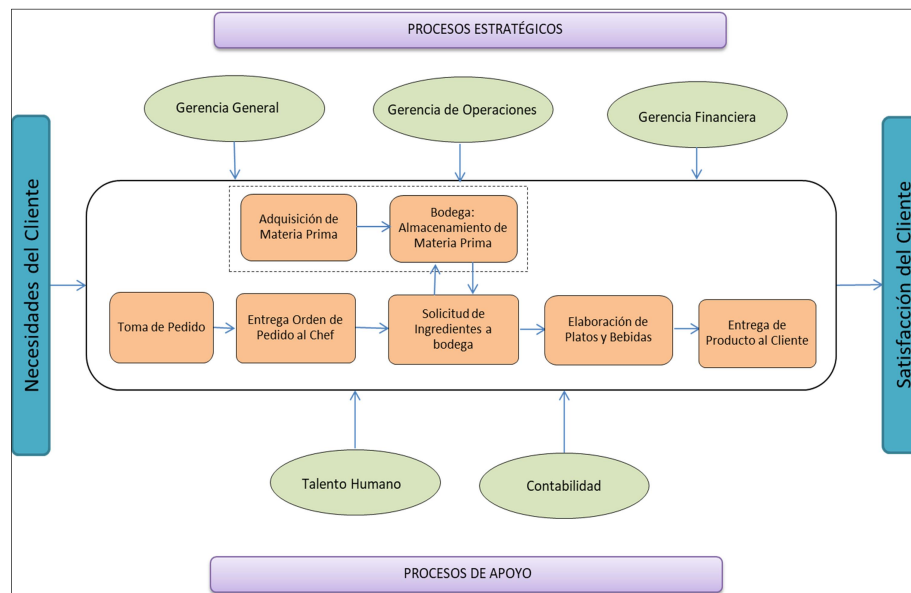 PROCESOS ESTRATÉGICOS
Gerencia General
Gerencia de Operaciones
Gerencia Financiera
Necesidades del Cliente
Satisfacción del Cliente
Adquisición de
Materia Prima
Bodega:
Almacenamiento de
Materia Prima
Toma de Pedido
Entrega Orden de
Pedido al Chef
Solicitud de
Ingredientes a
bodega
Elaboración de
Platos y Bebidas
Entrega de
Producto al Cliente
Talento Humano
Contabilidad
PROCESOS DE APOYO